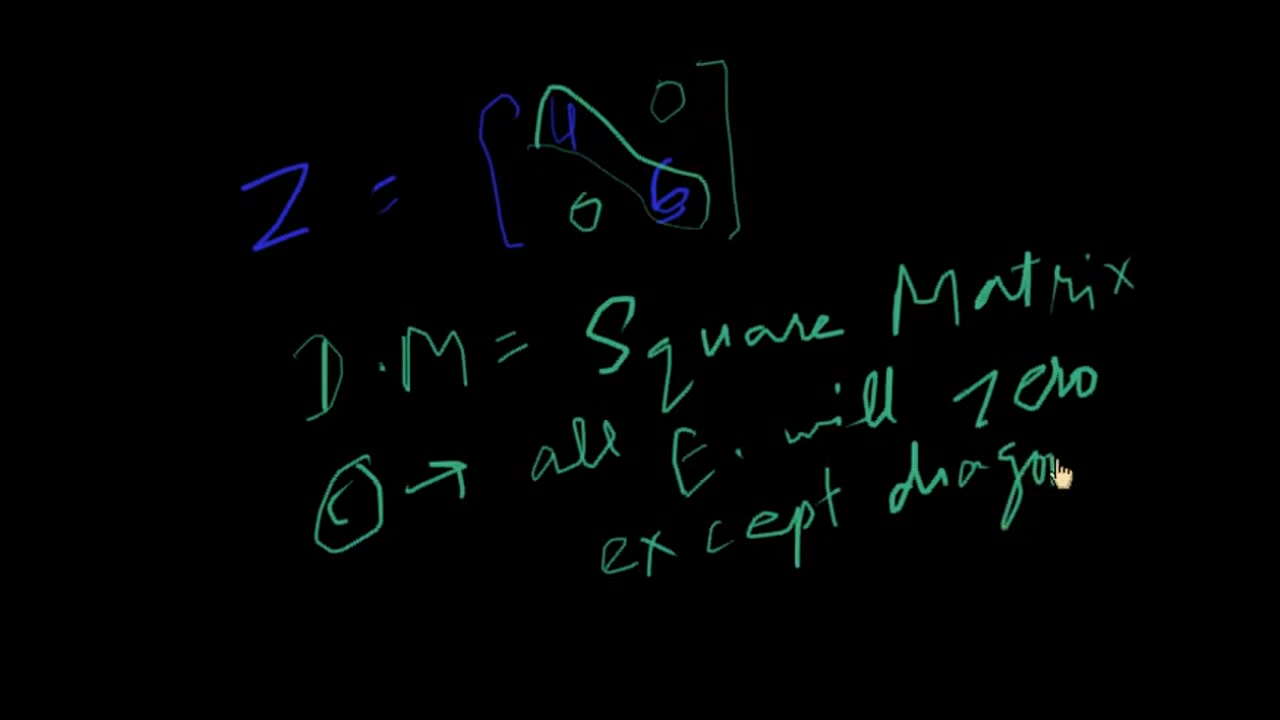 Z = [ 4 0
0 6 ]
D.M = Square Matrix
C → all E. will zero
except diago